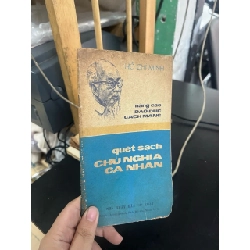 nâng cao
ĐẠO ĐỨC
CÁCH MẠNG
quét sạch
CHỦ NGHĨA
CÁ NHÂN